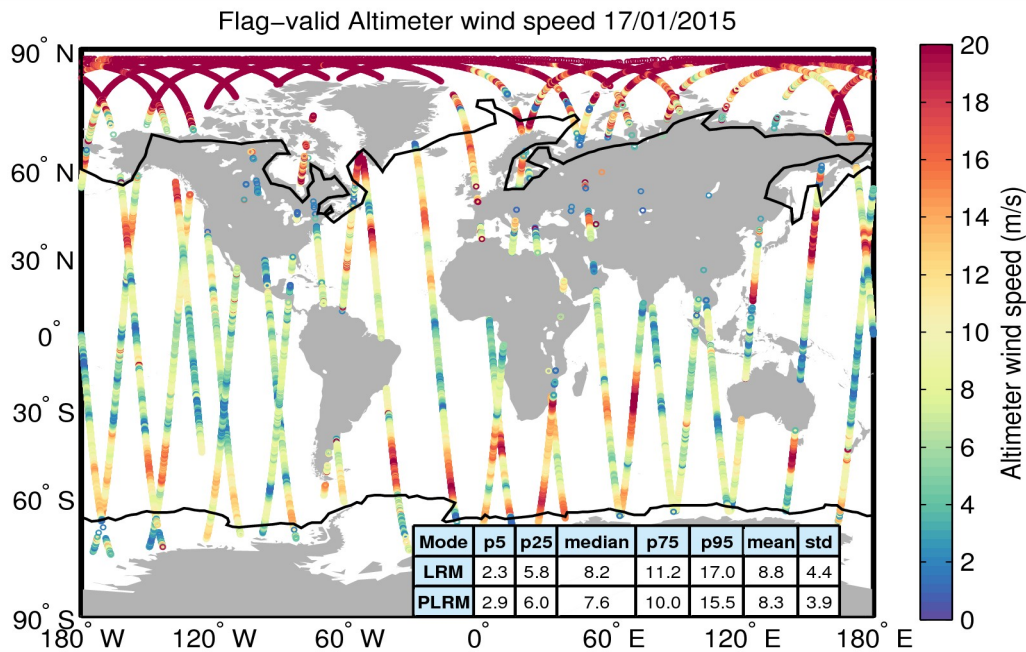 Flag−valid Altimeter wind speed 17/01/2015
90° N
60° N
30° N
0°
30° S
60° S
90° S
180° W
120° W
60° W
0°
60° E
120° E
180° E
Mode p5 p25 median p75 p95 mean std
LRM 2.3 5.8 8.2 11.2 17.0 8.8 4.4
PLRM 2.9 6.0 7.6 10.0 15.5 8.3 3.9
20
18
16
14
12
10
8
6
4
2
0
Altimeter wind speed (m/s)